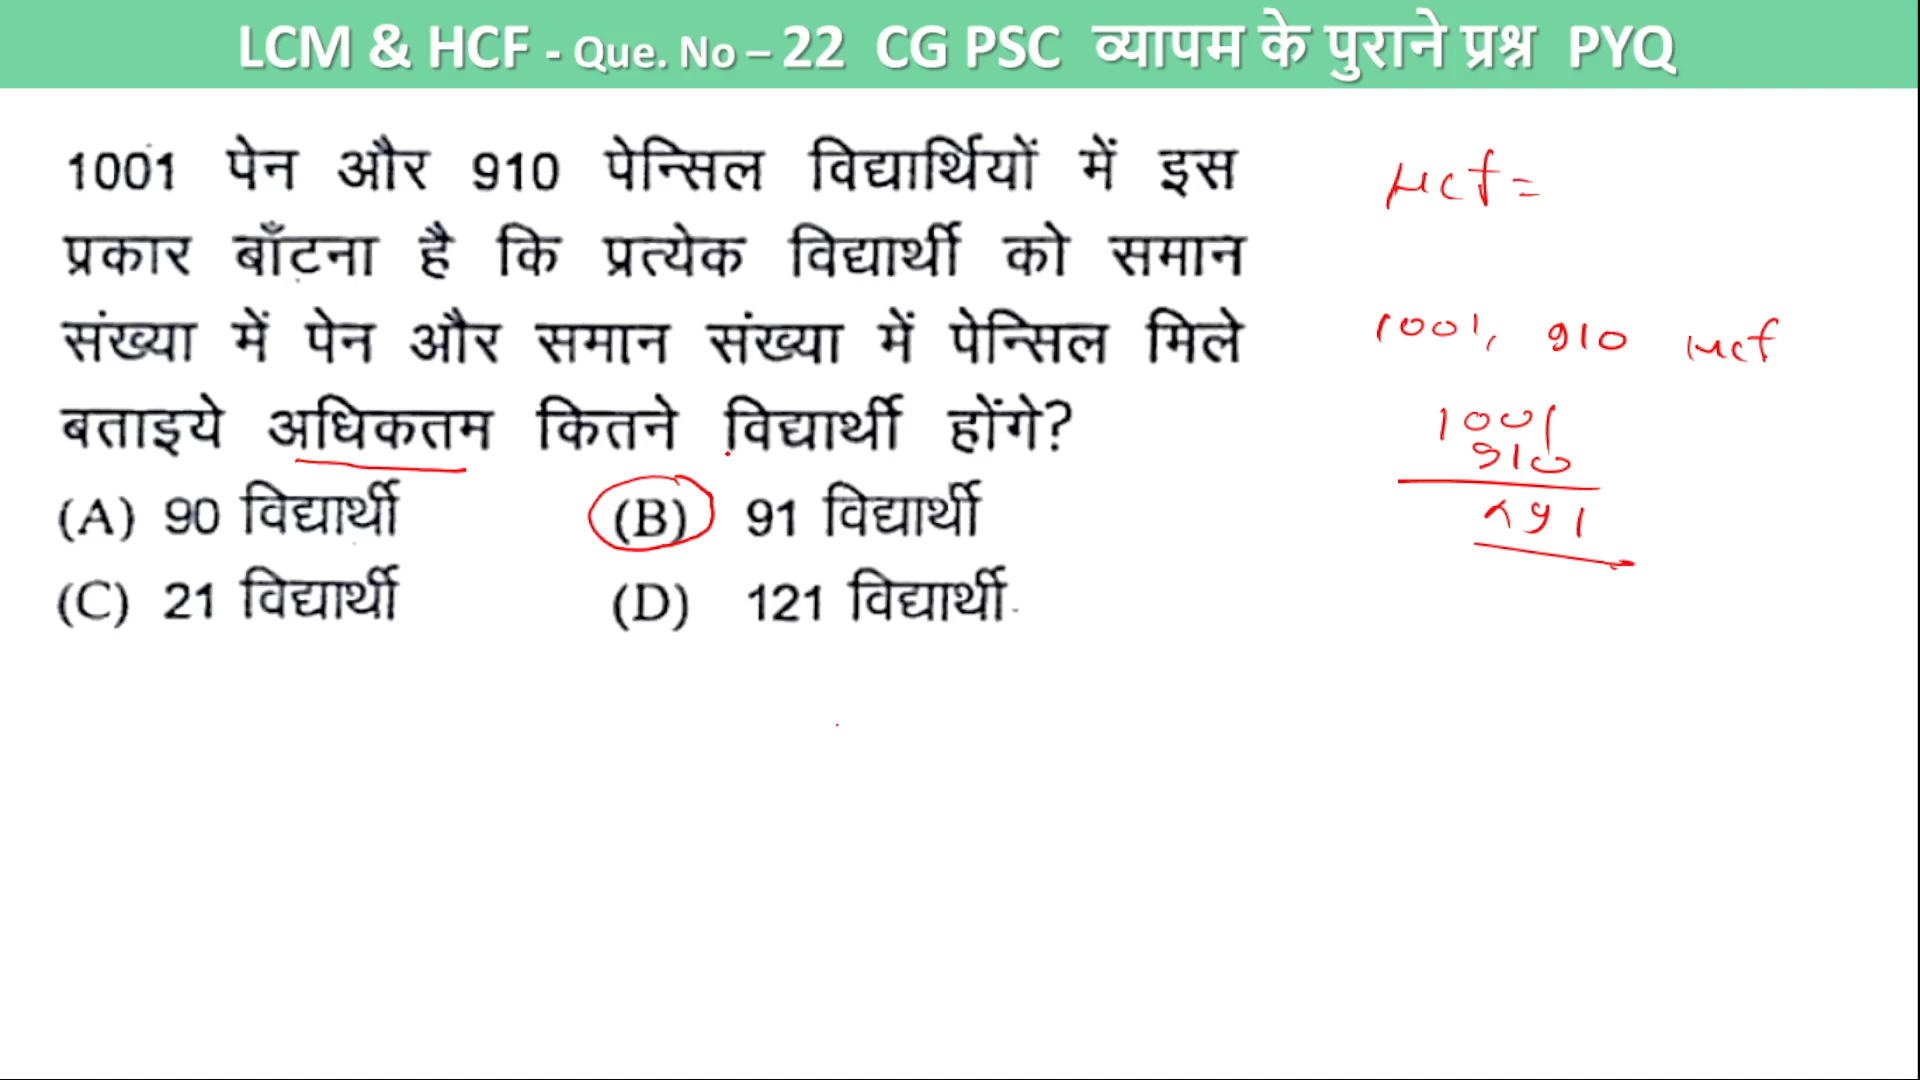 LCM & HCF - Que. No – 22 CG PSC व्यापम के पुराने प्रश्न PYQ
1001 पेन और 910 पेन्सिल विद्यार्थियों में इस
प्रकार बाँटना है कि प्रत्येक विद्यार्थी को समान
संख्या में पेन और समान संख्या में पेन्सिल मिले
बताइये अधिकतम कितने विद्यार्थी होंगे?
(A) 90 विद्यार्थी (B) 91 विद्यार्थी
(C) 21 विद्यार्थी (D) 121 विद्यार्थी
HCf =
1001, 910 HCf
1001
910
91